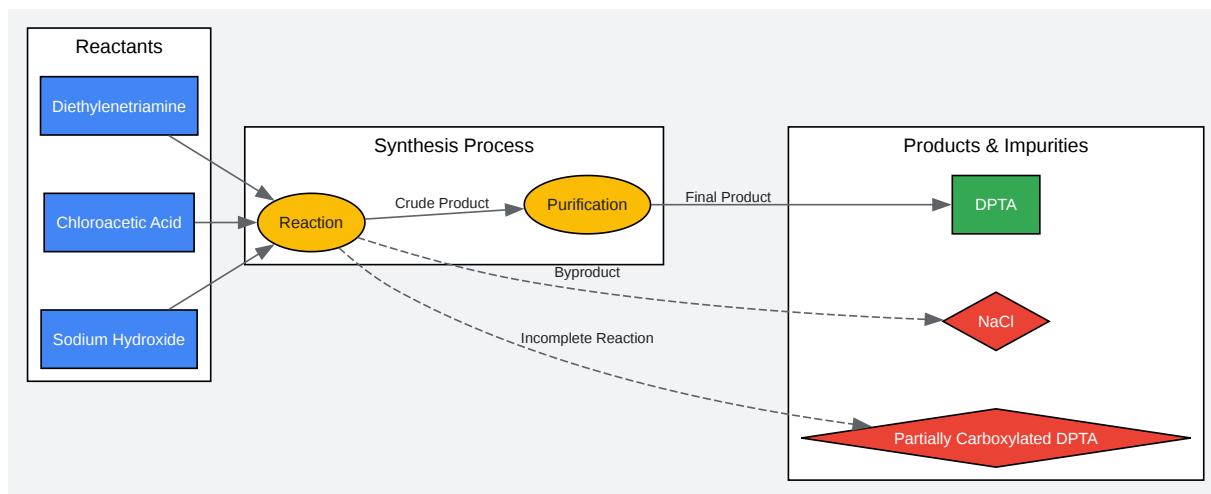 Reactants
Diethylenetriamine
Chloroacetic Acid
Sodium Hydroxide
Synthesis Process
Reaction
Crude Product
Purification
Final Product
Byproduct
Incomplete Reaction
Products & Impurities
DPTA
NaCl
Partially Carboxylated DPTA